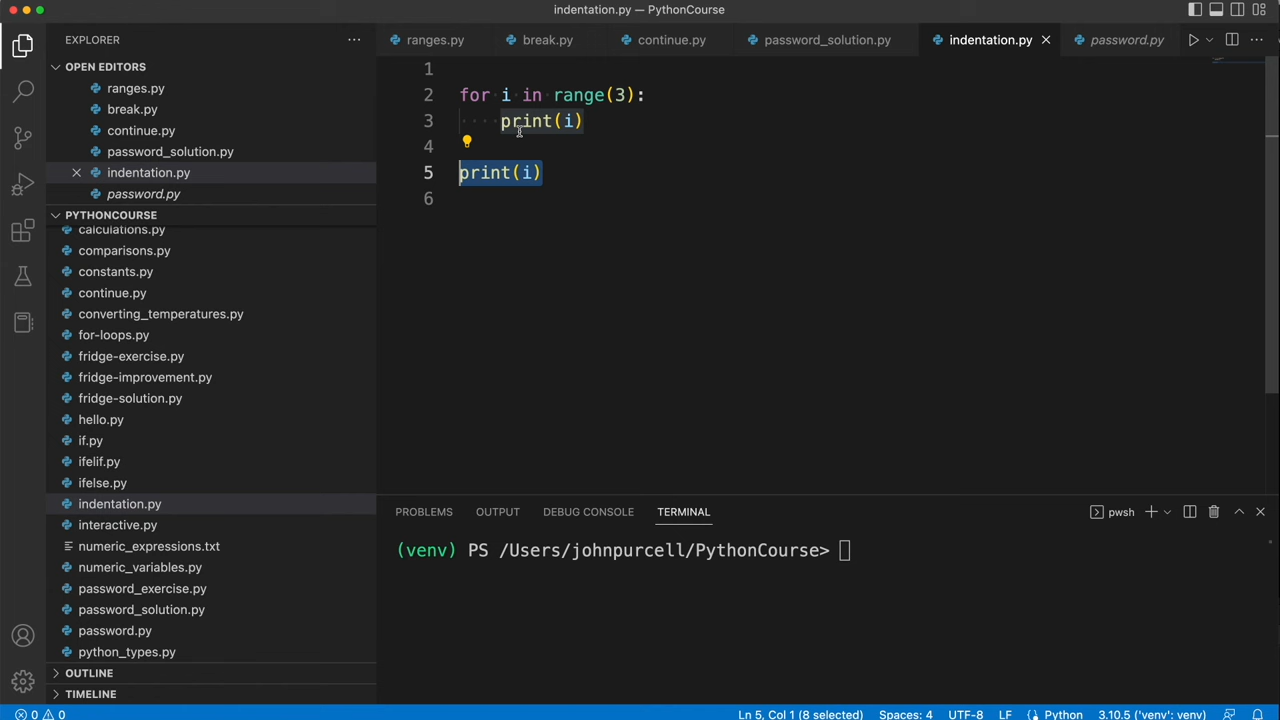 indentation.py — PythonCourse
EXPLORER
ranges.py
break.py
continue.py
password_solution.py
indentation.py
password.py
OPEN EDITORS
ranges.py
break.py
continue.py
password_solution.py
indentation.py
password.py
PYTHONCOURSE
calculations.py
comparisons.py
constants.py
continue.py
converting_temperatures.py
for-loops.py
fridge-exercise.py
fridge-improvement.py
fridge-solution.py
hello.py
if.py
ifelif.py
ifelse.py
indentation.py
interactive.py
numeric_expressions.txt
numeric_variables.py
password_exercise.py
password_solution.py
password.py
python_types.py
OUTLINE
TIMELINE
1
2 for i in range(3):
3 ····print(i)
4
5 print(i)
6
PROBLEMS OUTPUT DEBUG CONSOLE TERMINAL
pwsh
(venv) PS /Users/johnpurcell/PythonCourse>
0 0 Ln 5, Col 1 (8 selected) Spaces: 4 UTF-8 LF Python 3.10.5 ('venv': venv)